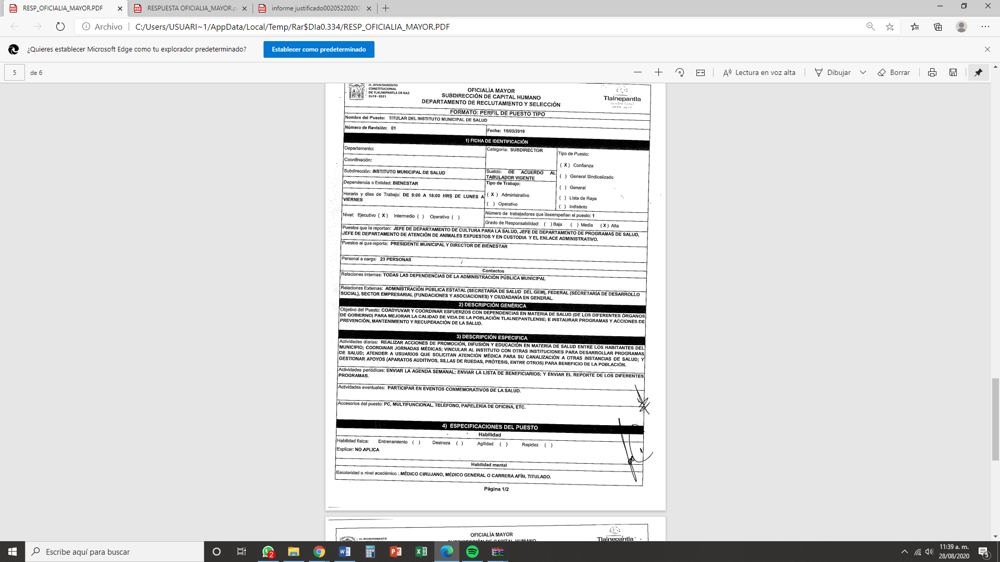 RESP_OFICIALIA_MAYOR.PDF
RESPUESTA OFICIALIA_MAYOR.p
informe justificado00205220200
Archivo
C:/Users/USUARI~1/AppData/Local/Temp/Rar$DIa0.334/RESP_OFICIALIA_MAYOR.PDF
¿Quieres establecer Microsoft Edge como tu explorador predeterminado?
Establecer como predeterminado
5 de 6
Lectura en voz alta
Dibujar
Borrar
H. AYUNTAMIENTO
CONSTITUCIONAL
DE TLALNEPANTLA DE BAZ
2019-2021
OFICIALÍA MAYOR
SUBDIRECCIÓN DE CAPITAL HUMANO
DEPARTAMENTO DE RECLUTAMIENTO Y SELECCIÓN
Tlalnepantla
2019-2021
FORMATO: PERFIL DE PUESTO TIPO
Nombre del Puesto: TITULAR DEL INSTITUTO MUNICIPAL DE SALUD
Número de Revisión: 01
Fecha: 15/03/2019
1) FICHA DE IDENTIFICACIÓN
Departamento:
Coordinación:
Subdirección: INSTITUTO MUNICIPAL DE SALUD
Dependencia o Entidad: BIENESTAR
Horario y días de Trabajo: DE 9:00 A 18:00 HRS DE LUNES A
VIERNES
Categoría: SUBDIRECTOR
Sueldo: DE ACUERDO AL
TABULADOR VIGENTE
Tipo de Trabajo:
( X ) Administrativo
( ) Operativo
Tipo de Puesto:
( X ) Confianza
( ) General Sindicalizado
( ) General
( ) Lista de Raya
( ) Indistinto
Nivel: Ejecutivo ( X ) Intermedio ( ) Operativo ( )
Número de trabajadores que desempeñan el puesto: 1
Grado de Responsabilidad: ( ) Baja ( ) Media ( X ) Alta
Puestos que le reportan: JEFE DE DEPARTAMENTO DE CULTURA PARA LA SALUD, JEFE DE DEPARTAMENTO DE PROGRAMAS DE SALUD,
JEFE DE DEPARTAMENTO DE ATENCIÓN DE ANIMALES EXPUESTOS Y EN CUSTODIA Y EL ENLACE ADMINISTRATIVO.
Puestos al que reporta: PRESIDENTE MUNICIPAL Y DIRECTOR DE BIENESTAR
Personal a cargo: 23 PERSONAS
Contactos
Relaciones Internas: TODAS LAS DEPENDENCIAS DE LA ADMINISTRACIÓN PÚBLICA MUNICIPAL
Relaciones Externas: ADMINISTRACIÓN PÚBLICA ESTATAL (SECRETARÍA DE SALUD DEL GEM), FEDERAL (SECRETARÍA DE DESARROLLO
SOCIAL), SECTOR EMPRESARIAL (FUNDACIONES Y ASOCIACIONES) Y CIUDADANÍA EN GENERAL.
2) DESCRIPCIÓN GENÉRICA
Objetivo del Puesto: COADYUVAR Y COORDINAR ESFUERZOS CON DEPENDENCIAS EN MATERIA DE SALUD (DE LOS DIFERENTES ÓRGANOS
DE GOBIERNO) PARA MEJORAR LA CALIDAD DE VIDA DE LA POBLACIÓN TLALNEPANTLENSE; E INSTAURAR PROGRAMAS Y ACCIONES DE
PREVENCIÓN, MANTENIMIENTO Y RECUPERACIÓN DE LA SALUD.
3) DESCRIPCIÓN ESPECIFICA
Actividades diarias: REALIZAR ACCIONES DE PROMOCIÓN, DIFUSIÓN Y EDUCACIÓN EN MATERIA DE SALUD ENTRE LOS HABITANTES DEL
MUNICIPIO; COORDINAR JORNADAS MÉDICAS; VINCULAR AL INSTITUTO CON OTRAS INSTITUCIONES PARA DESARROLLAR PROGRAMAS
DE SALUD; ATENDER A USUARIOS QUE SOLICITAN ATENCIÓN MÉDICA PARA SU CANALIZACIÓN A OTRAS INSTANCIAS DE SALUD; Y
GESTIONAR APOYOS (APARATOS AUDITIVOS, SILLAS DE RUEDAS, PRÓTESIS, ENTRE OTROS) PARA BENEFICIO DE LA POBLACIÓN.
Actividades periódicas: ENVIAR LA AGENDA SEMANAL; ENVIAR LA LISTA DE BENEFICIARIOS; Y ENVIAR EL REPORTE DE LOS DIFERENTES
PROGRAMAS.
Actividades eventuales: PARTICIPAR EN EVENTOS CONMEMORATIVOS DE LA SALUD.
Accesorios del puesto: PC, MULTIFUNCIONAL, TELÉFONO, PAPELERÍA DE OFICINA, ETC.
4) ESPECIFICACIONES DEL PUESTO
Habilidad
Habilidad física: Entrenamiento ( ) Destreza ( ) Agilidad ( ) Rapidez ( )
Explicar: NO APLICA
Habilidad mental
Escolaridad o nivel académico : MÉDICO CIRUJANO, MÉDICO GENERAL O CARRERA AFÍN, TITULADO.
Página 1/2
H. AYUNTAMIENTO
OFICIALÍA MAYOR
SUBDIRECCIÓN DE CAPITAL HUMANO
Tlalnepantla
Escribe aquí para buscar
2
11:39 a. m.
28/08/2020
5